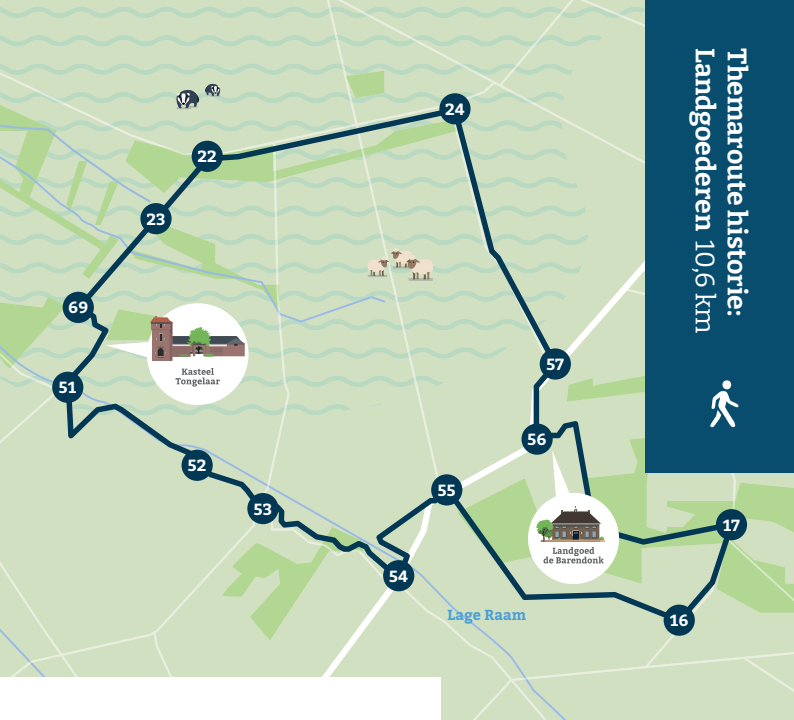 Themaroute historie:
Landgoederen 10,6 km
24
22
23
69
Kasteel
Tongelaar
57
51
56
52
55
53
17
Landgoed
de Barendonk
54
Lage Raam
16